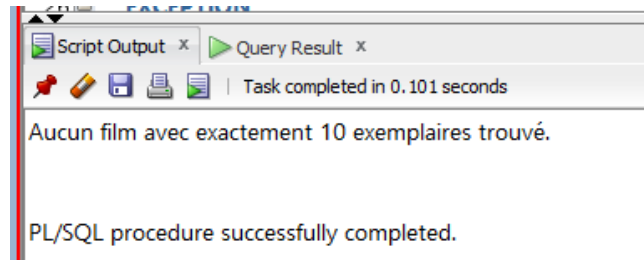 EXCEPTION
Script Output x Query Result x
Task completed in 0.101 seconds
Aucun film avec exactement 10 exemplaires trouvé.
PL/SQL procedure successfully completed.